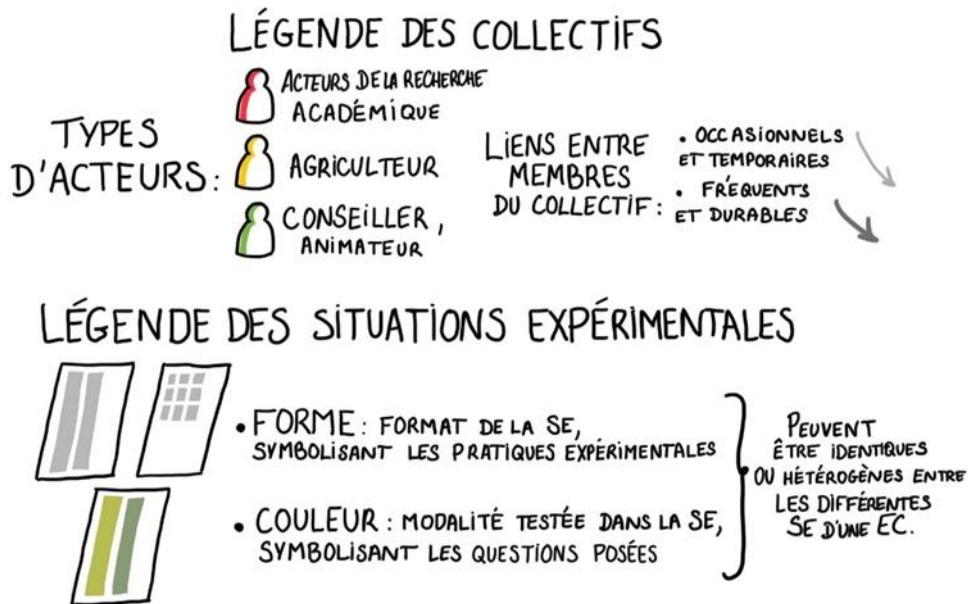 LÉGENDE DES COLLECTIFS
TYPES
D'ACTEURS :
ACTEURS DE LA RECHERCHE
ACADÉMIQUE
AGRICULTEUR
CONSEILLER,
ANIMATEUR
LIENS ENTRE
MEMBRES
DU COLLECTIF :
• OCCASIONNELS
ET TEMPORAIRES
• FRÉQUENTS
ET DURABLES
LÉGENDE DES SITUATIONS EXPÉRIMENTALES
• FORME : FORMAT DE LA SE,
SYMBOLISANT LES PRATIQUES EXPÉRIMENTALES
• COULEUR : MODALITÉ TESTÉE DANS LA SE,
SYMBOLISANT LES QUESTIONS POSÉES
PEUVENT
ÊTRE IDENTIQUES
OU HÉTÉROGÈNES ENTRE
LES DIFFÉRENTES
SE D'UNE EC.